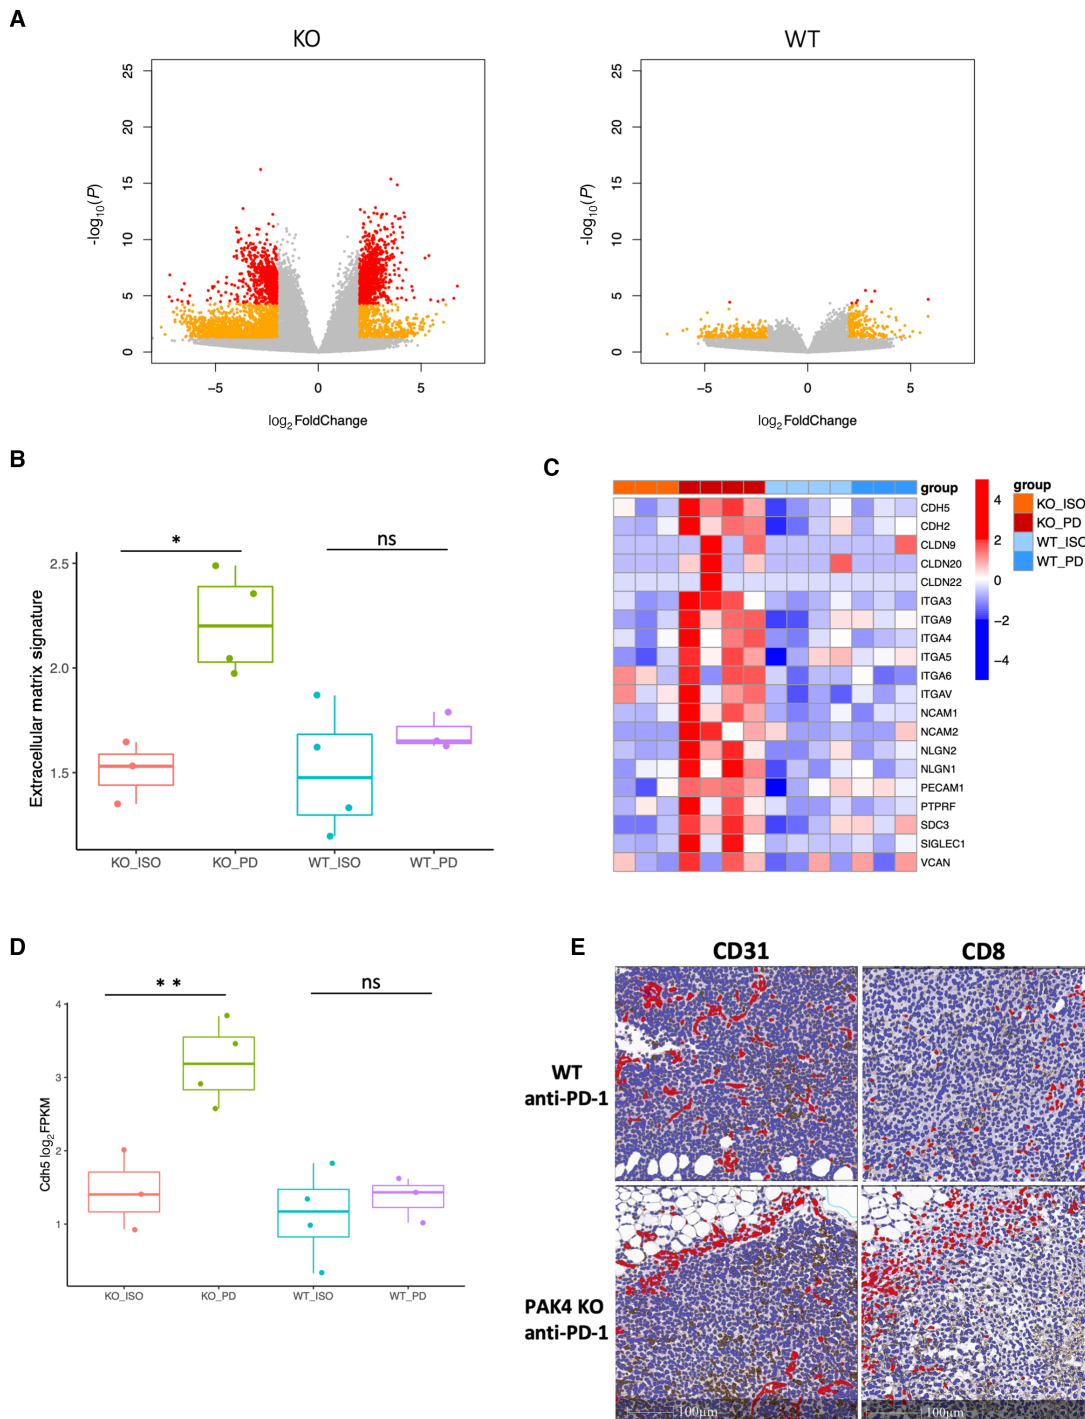 A
KO
WT
25
20
15
10
5
0
-log10(P)
−5 0 5
log2 FoldChange
25
20
15
10
5
0
-log10(P)
−5 0 5
log2 FoldChange
B
*
ns
2.5
2.0
1.5
Extracellular matrix signature
KO_ISO KO_PD WT_ISO WT_PD
C
group
CDH5
CDH2
CLDN9
CLDN20
CLDN22
ITGA3
ITGA9
ITGA4
ITGA5
ITGA6
ITGAV
NCAM1
NCAM2
NLGN2
NLGN1
PECAM1
PTPRF
SDC3
SIGLEC1
VCAN
4
2
0
−2
−4
group
KO_ISO
KO_PD
WT_ISO
WT_PD
D
**
ns
4
3
2
1
Cdh5 log2FPKM
KO_ISO KO_PD WT_ISO WT_PD
E
CD31 CD8
WT
anti-PD-1
PAK4 KO
anti-PD-1
100µm
100µm